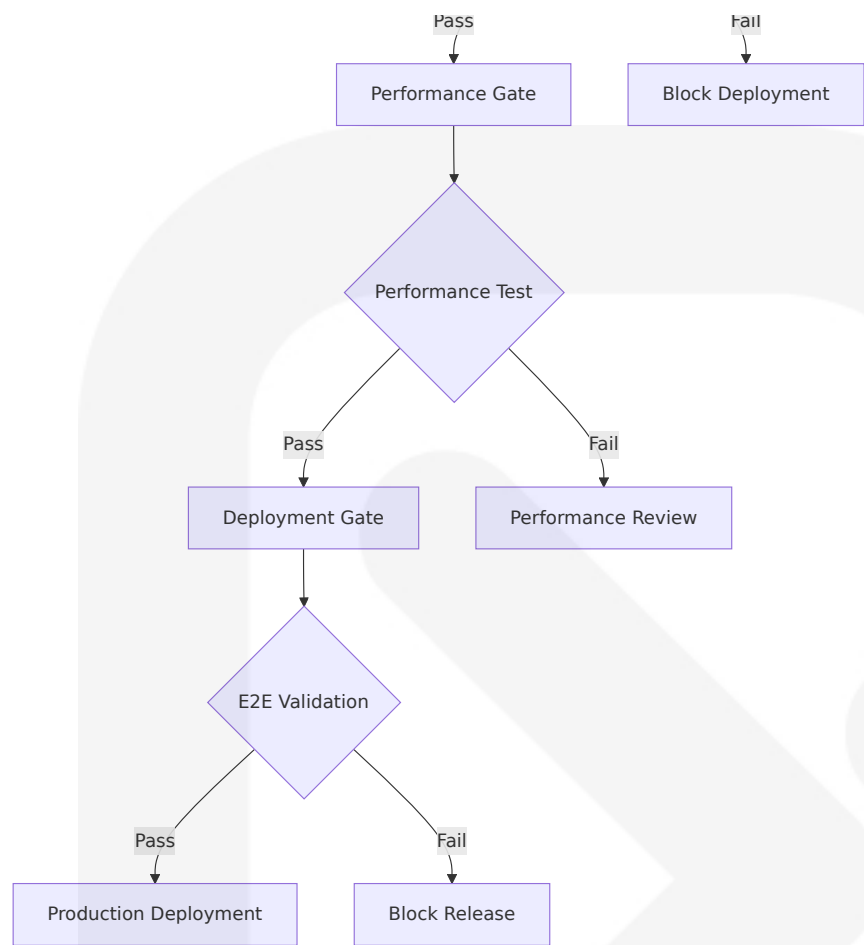 Pass
Fail
Performance Gate
Block Deployment
Performance Test
Pass
Fail
Deployment Gate
Performance Review
E2E Validation
Pass
Fail
Production Deployment
Block Release